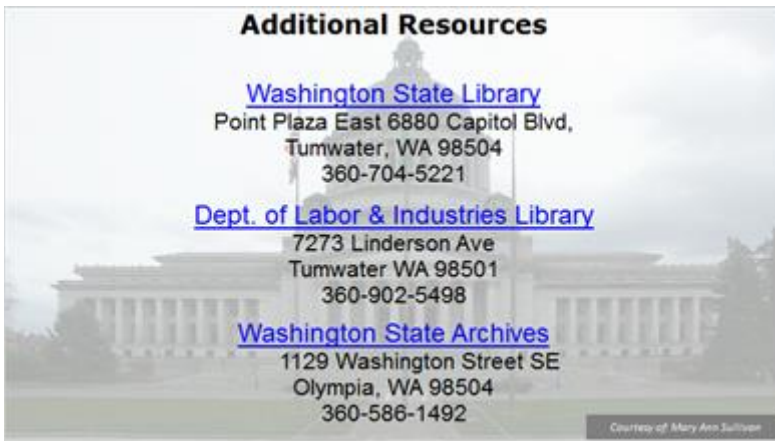 Additional Resources
Washington State Library
Point Plaza East 6880 Capitol Blvd,
Tumwater, WA 98504
360-704-5221
Dept. of Labor & Industries Library
7273 Linderson Ave
Tumwater WA 98501
360-902-5498
Washington State Archives
1129 Washington Street SE
Olympia, WA 98504
360-586-1492
Courtesy of: Mary Ann Sullivan